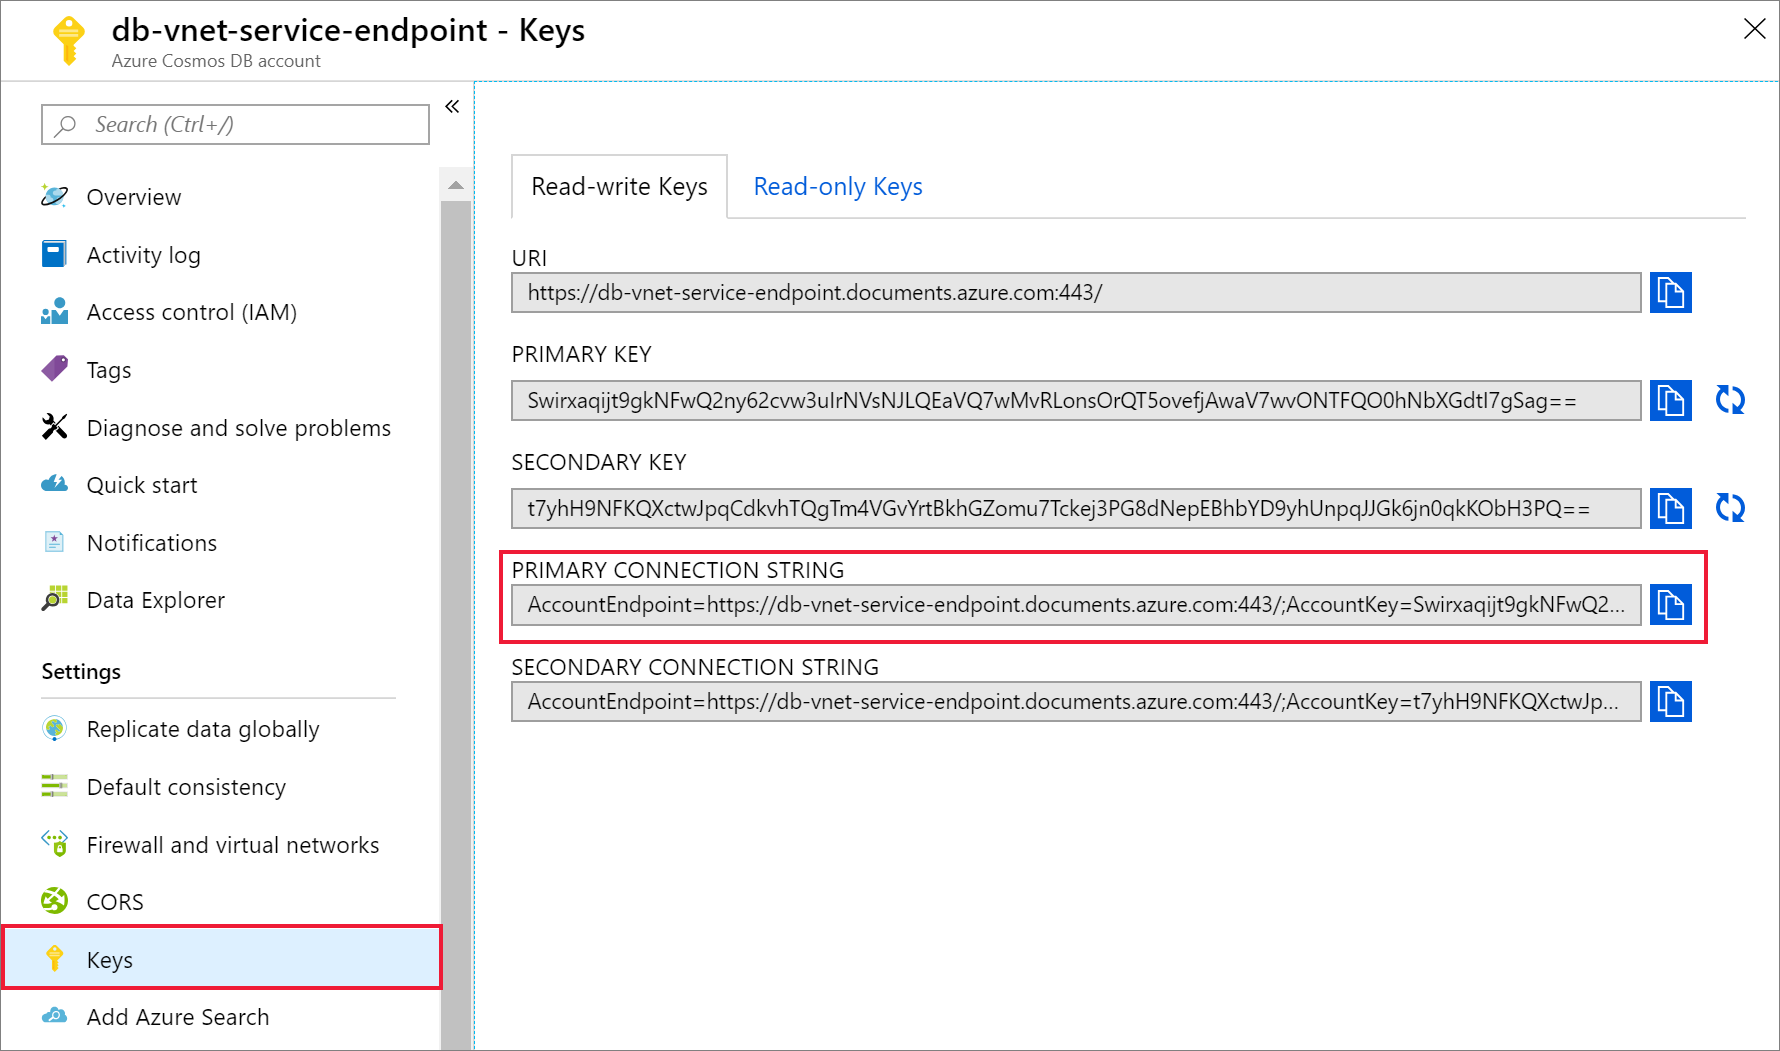 db-vnet-service-endpoint - Keys
Azure Cosmos DB account
Search (Ctrl+/)
Overview
Activity log
Access control (IAM)
Tags
Diagnose and solve problems
Quick start
Notifications
Data Explorer
Settings
Replicate data globally
Default consistency
Firewall and virtual networks
CORS
Keys
Add Azure Search
Read-write Keys
Read-only Keys
URI
https://db-vnet-service-endpoint.documents.azure.com:443/
PRIMARY KEY
Swirxaqijt9gkNFwQ2ny62cvw3uIrNVsNJLQEaVQ7wMvRLonsOrQT5ovefjAwaV7wvONTFQO0hNbXGdtI7gSag==
SECONDARY KEY
t7yhH9NFKQXctwJpqCdkvhTQgTm4VGvYrtBkhGZomu7Tckej3PG8dNepEBhbYD9yhUnpqJJGk6jn0qkKObH3PQ==
PRIMARY CONNECTION STRING
AccountEndpoint=https://db-vnet-service-endpoint.documents.azure.com:443/;AccountKey=Swirxaqijt9gkNFwQ2...
SECONDARY CONNECTION STRING
AccountEndpoint=https://db-vnet-service-endpoint.documents.azure.com:443/;AccountKey=t7yhH9NFKQXctwJp...